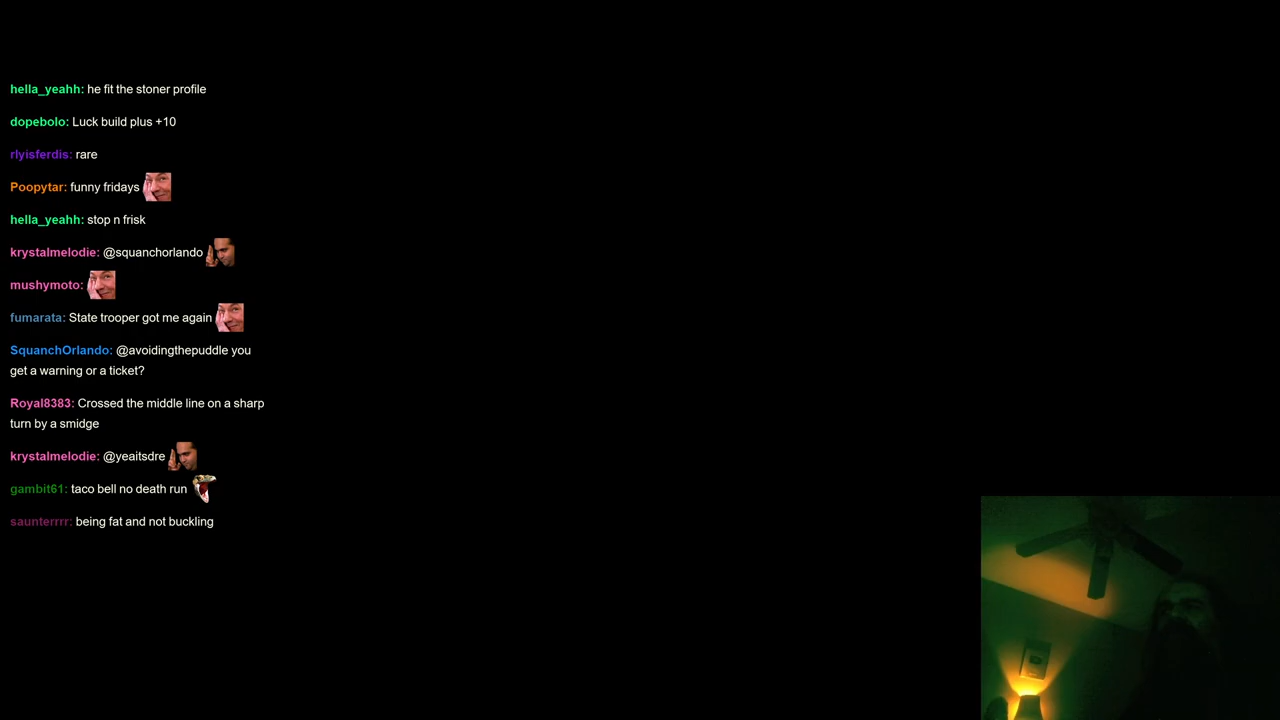 hella_yeahh: he fit the stoner profile
dopebolo: Luck build plus +10
rlyisferdis: rare
Poopytar: funny fridays
hella_yeahh: stop n frisk
krystalmelodie: @squanchorlando
mushymoto:
fumarata: State trooper got me again
SquanchOrlando: @avoidingthepuddle you
get a warning or a ticket?
Royal8383: Crossed the middle line on a sharp
turn by a smidge
krystalmelodie: @yeaitsdre
gambit61: taco bell no death run
saunterrrr: being fat and not buckling